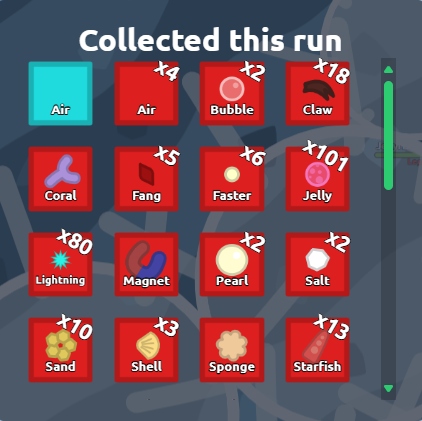 Collected this run
Air
x4
Air
x2
Bubble
x18
Claw
Coral
x5
Fang
x6
Faster
x101
Jelly
x80
Lightning
Magnet
x2
Pearl
x2
Salt
x10
Sand
x3
Shell
Sponge
x13
Starfish